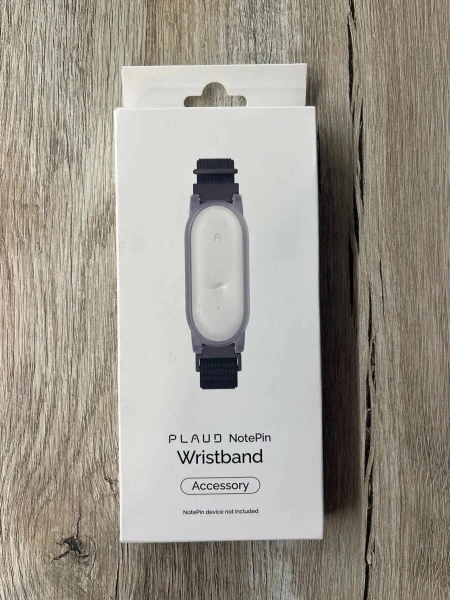 PLAUD NotePin
Wristband
Accessory
NotePin device not included